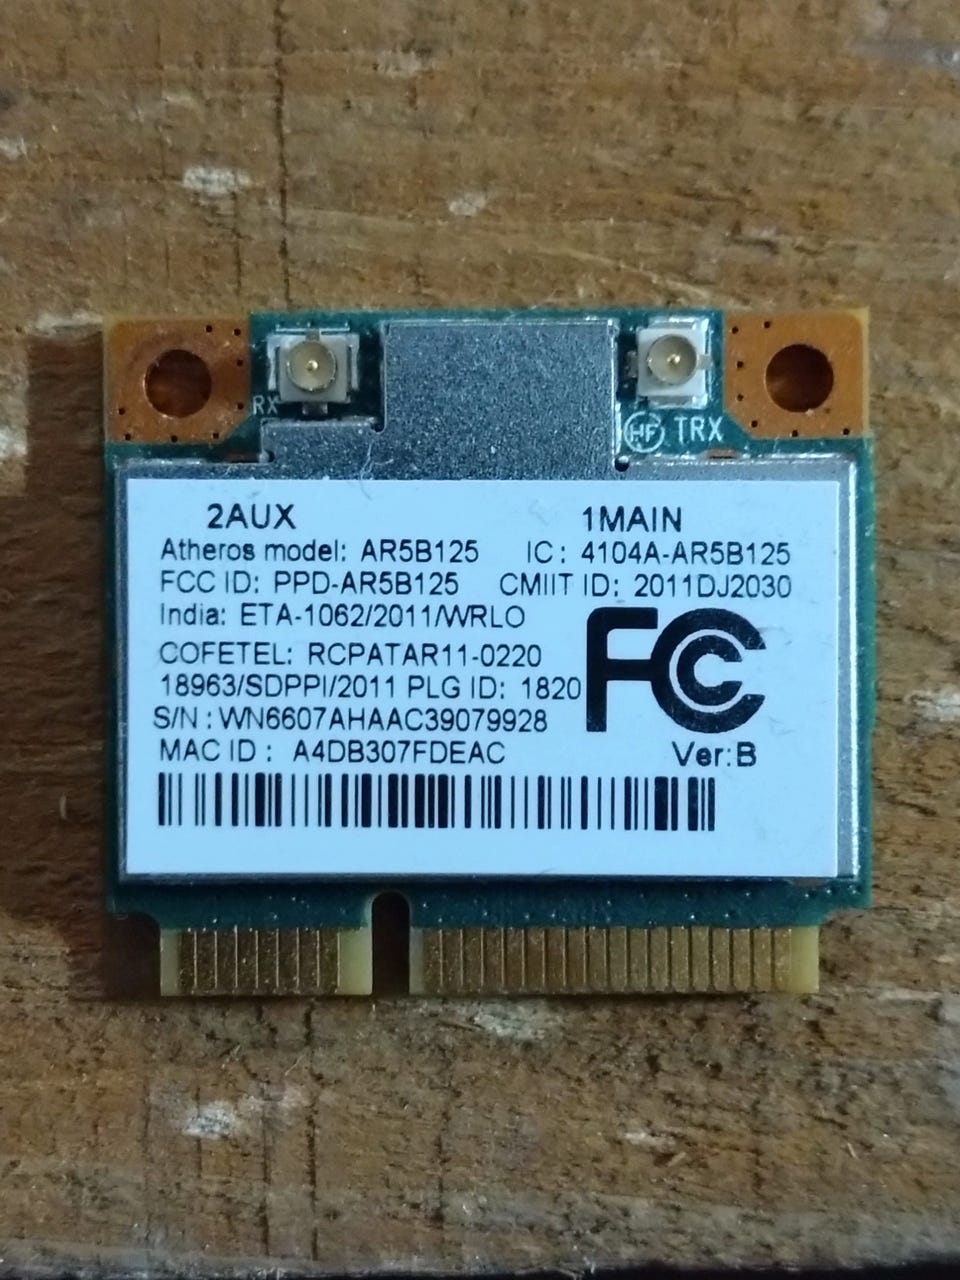 RX
HF TRX
2AUX 1MAIN
Atheros model: AR5B125 IC: 4104A-AR5B125
FCC ID: PPD-AR5B125 CMIIT ID: 2011DJ2030
India: ETA-1062/2011/WRLO
COFETEL: RCPATAR11-0220
18963/SDPPI/2011 PLG ID: 1820
FC
S/N : WN6607AHAAC39079928
MAC ID : A4DB307FDEAC Ver:B